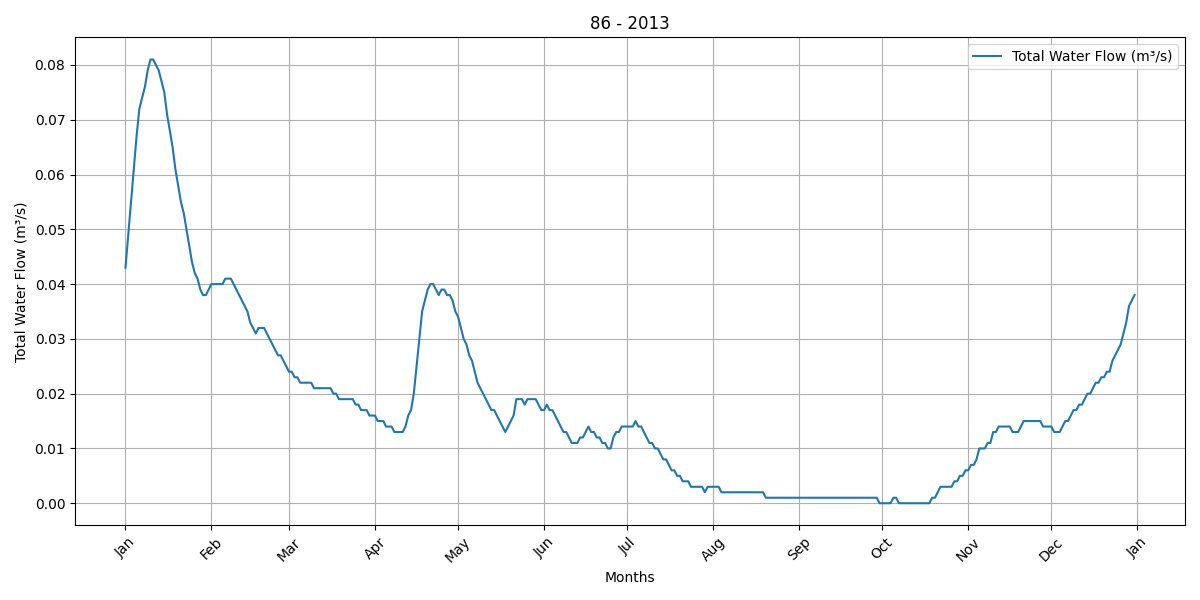 86 - 2013
Total Water Flow (m³/s)
Total Water Flow (m³/s)
0.08
0.07
0.06
0.05
0.04
0.03
0.02
0.01
0.00
Jan Feb Mar Apr May Jun Jul Aug Sep Oct Nov Dec Jan
Months